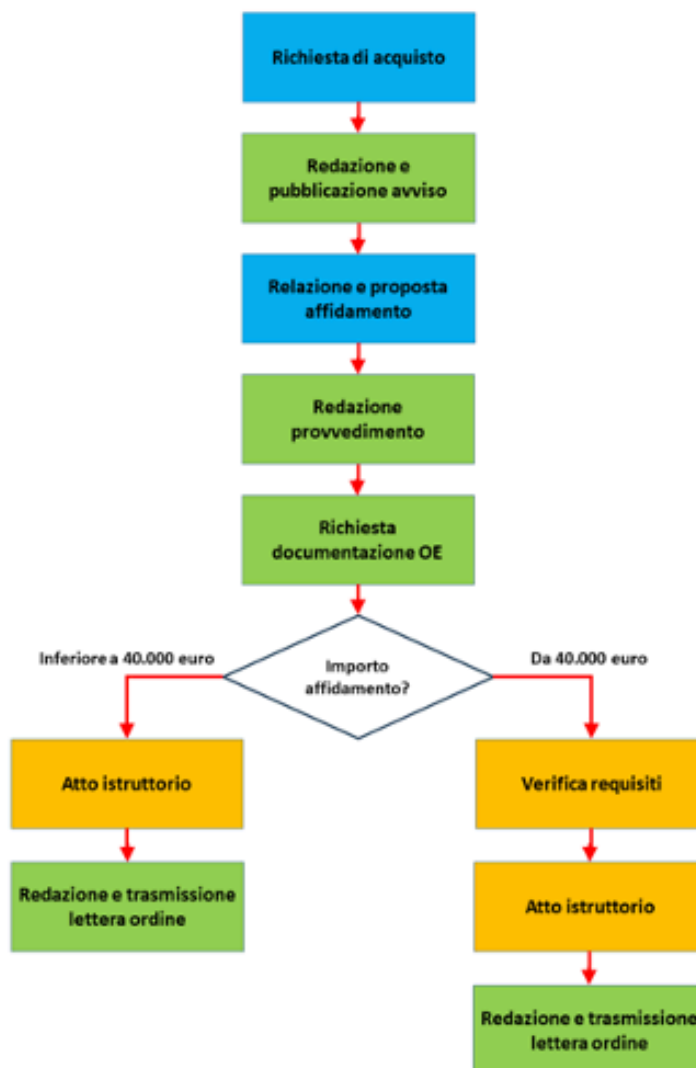 Richiesta di acquisto
Redazione e
pubblicazione avviso
Relazione e proposta
affidamento
Redazione
provvedimento
Richiesta
documentazione OE
Inferiore a 40.000 euro
Importo
affidamento?
Da 40.000 euro
Atto istruttorio
Verifica requisiti
Redazione e trasmissione
lettera ordine
Atto istruttorio
Redazione e trasmissione
lettera ordine